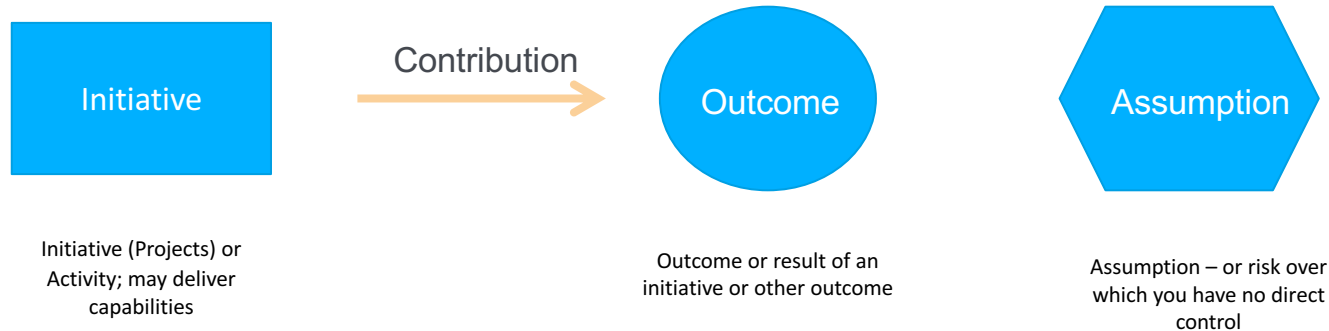 Initiative
Contribution
Outcome
Assumption
Initiative (Projects) or
Activity; may deliver
capabilities
Outcome or result of an
initiative or other outcome
Assumption – or risk over
which you have no direct
control